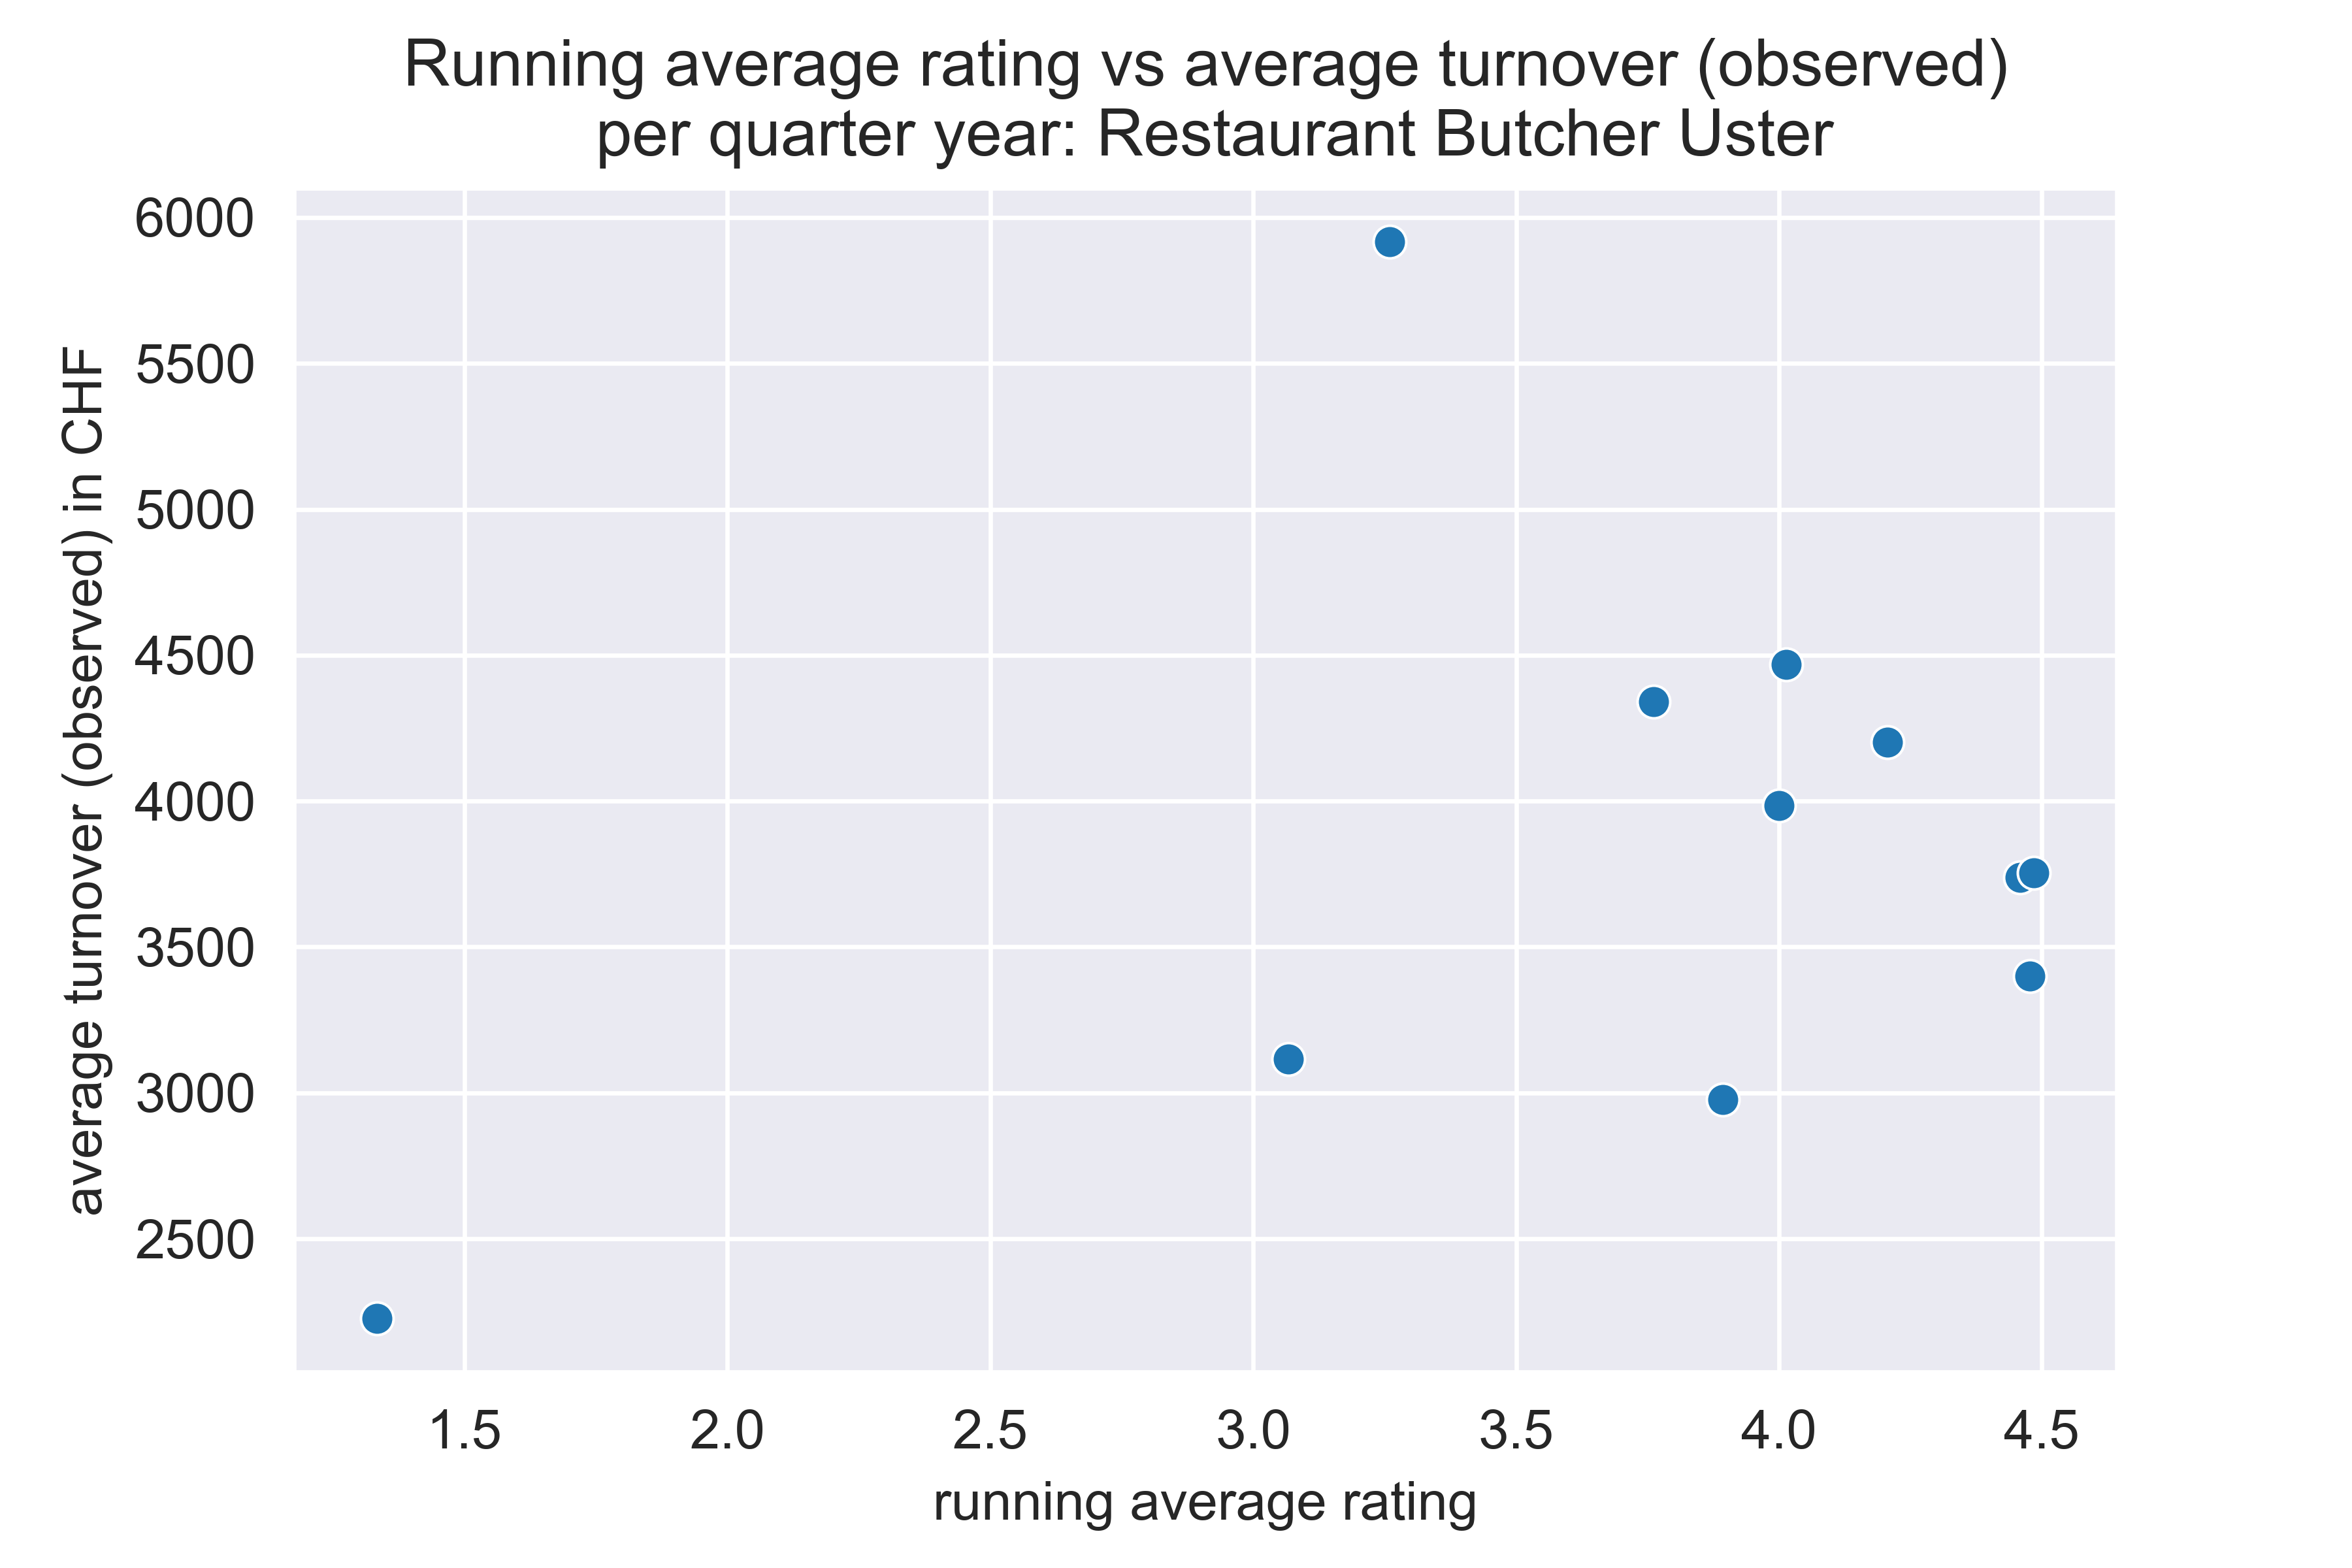 Running average rating vs average turnover (observed)
per quarter year: Restaurant Butcher Uster
average turnover (observed) in CHF
6000
5500
5000
4500
4000
3500
3000
2500
1.5 2.0 2.5 3.0 3.5 4.0 4.5
running average rating